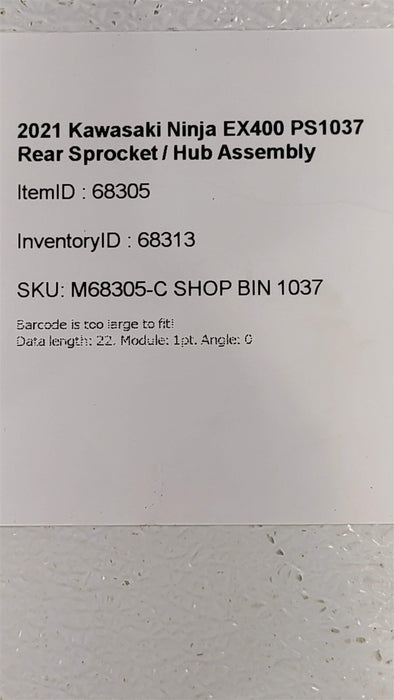 2021 Kawasaki Ninja EX400 PS1037
Rear Sprocket / Hub Assembly
ItemID : 68305
InventoryID : 68313
SKU: M68305-C SHOP BIN 1037
Barcode is too large to fit!
Data length: 22. Module: 1pt. Angle: 0